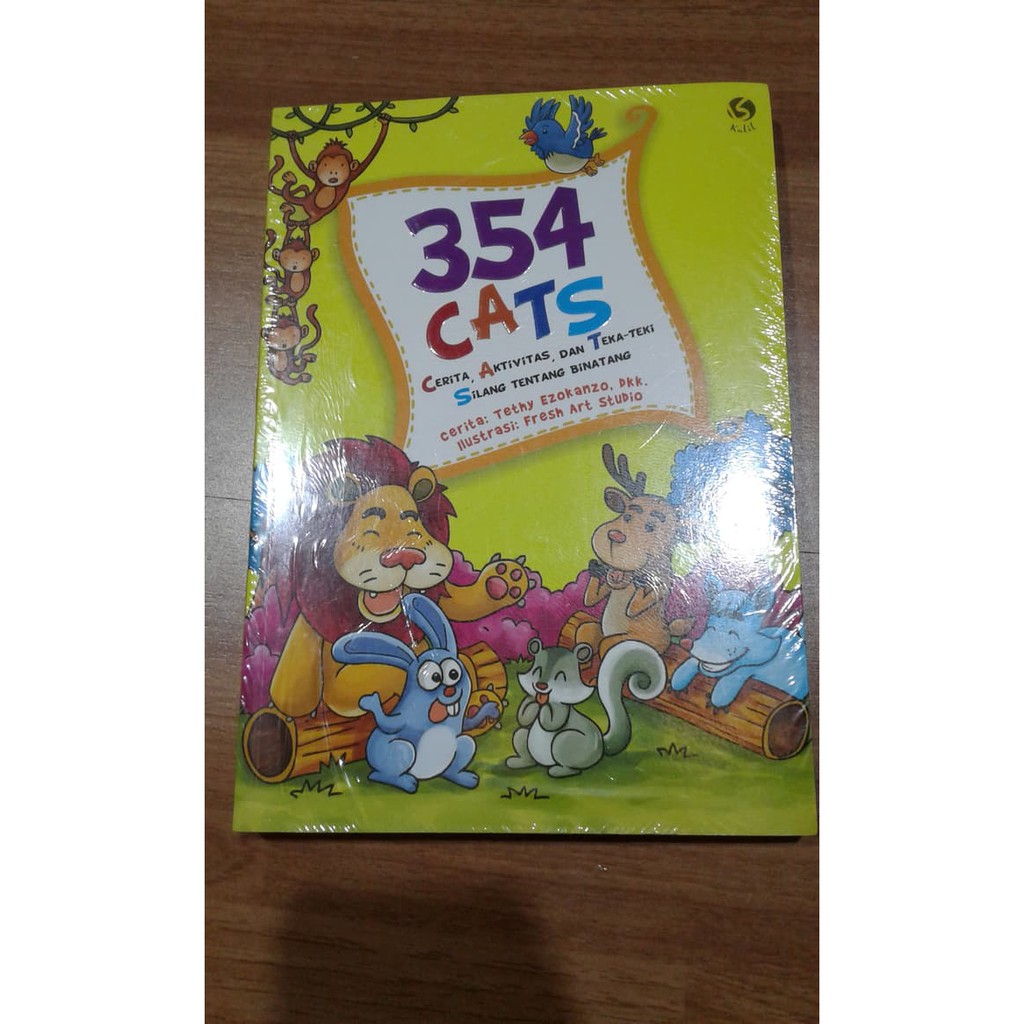 354
CATS
CERITA, AKTIVITAS, DAN TEKA-TEKI
SILANG TENTANG BINATANG
cerita: Tethy Ezokanzo, Dkk.
Ilustrasi: Fresh Art Studio